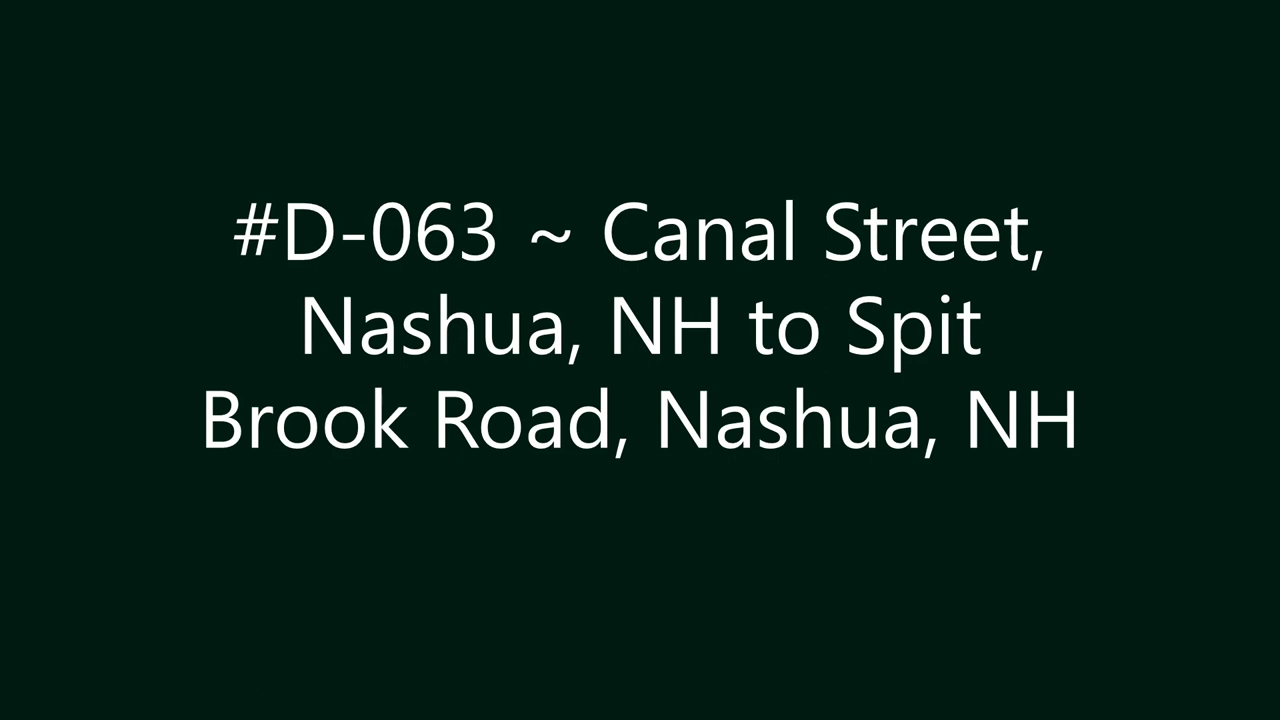 #D-063 ~ Canal Street,
Nashua, NH to Spit
Brook Road, Nashua, NH